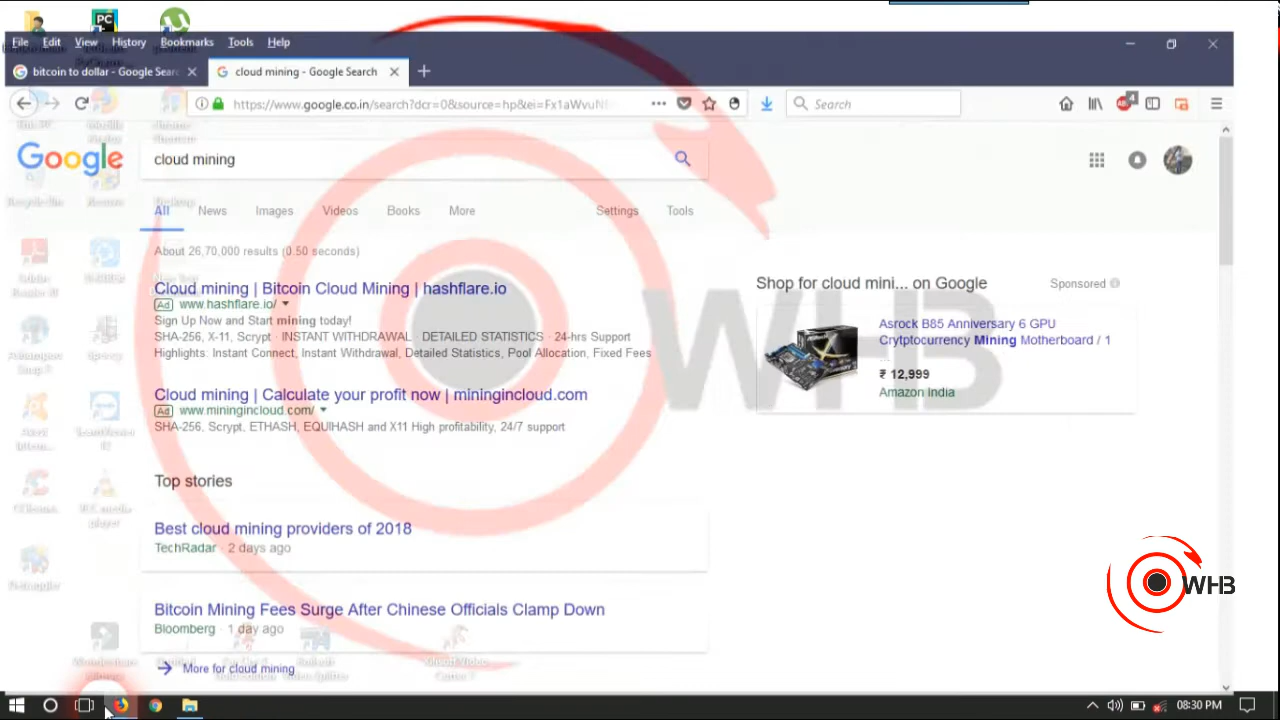 PC
File Edit View History Bookmarks Tools Help
bitcoin to dollar - Google Sear
cloud mining - Google Search
https://www.google.co.in/search?dcr=0&source=hp&ei=Fx1aWvuN
Search
4
Google
cloud mining
All News Images Videos Books More Settings Tools
About 26,70,000 results (0.50 seconds)
Cloud mining | Bitcoin Cloud Mining | hashflare.io
Ad www.hashflare.io/
Sign Up Now and Start mining today!
SHA-256, X-11, Scrypt · INSTANT WITHDRAWAL · DETAILED STATISTICS · 24-hrs Support
Highlights: Instant Connect, Instant Withdrawal, Detailed Statistics, Pool Allocation, Fixed Fees
Cloud mining | Calculate your profit now | miningincloud.com
Ad www.miningincloud.com/
SHA-256, Scrypt, ETHASH, EQUIHASH and X11 High profitability, 24/7 support
Top stories
Best cloud mining providers of 2018
TechRadar · 2 days ago
Bitcoin Mining Fees Surge After Chinese Officials Clamp Down
Bloomberg · 1 day ago
More for cloud mining
Shop for cloud mini... on Google
Sponsored
Asrock B85 Anniversary 6 GPU
Crytptocurrency Mining Motherboard / 1
...
₹ 12,999
Amazon India
WHB
WHB
08:30 PM